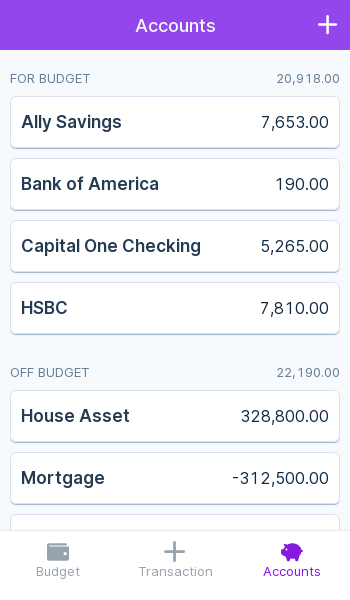 Accounts
FOR BUDGET 20,918.00
Ally Savings 7,653.00
Bank of America 190.00
Capital One Checking 5,265.00
HSBC 7,810.00
OFF BUDGET 22,190.00
House Asset 328,800.00
Mortgage -312,500.00
Budget Transaction Accounts